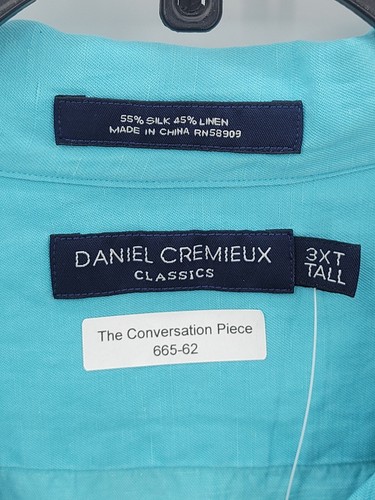 55% SILK 45% LINEN
MADE IN CHINA RN58909
DANIEL CREMIEUX
CLASSICS
3XT
TALL
The Conversation Piece
665-62